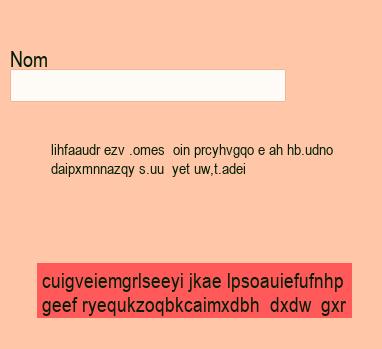 Nom
lihfaaudr ezv .omes  oin prcyhvgqo e ah hb.udno
daipxmnnazqy s.uu  yet uw,t.adei
cuigveiemgrlseeyi jkae lpsoauiefufnhp
geef ryequkzoqbkcaimxdbh  dxdw  gxr